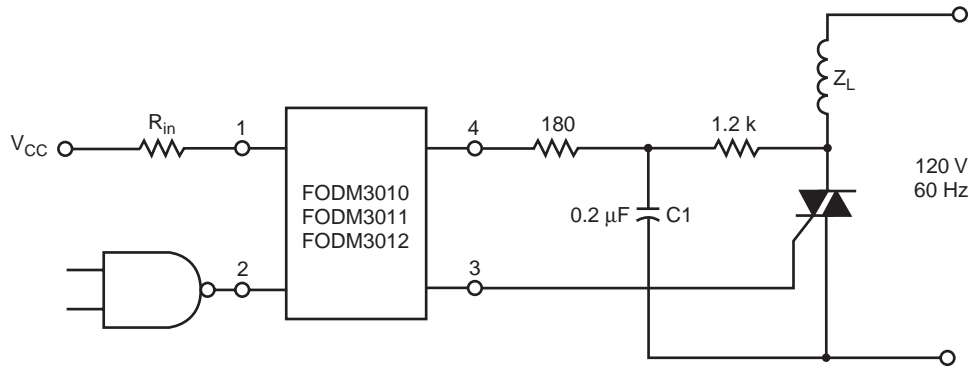 V_CC
R_in
1
FODM3010
FODM3011
FODM3012
2
4
180
1.2 k
0.2 μF
C1
3
Z_L
120 V
60 Hz